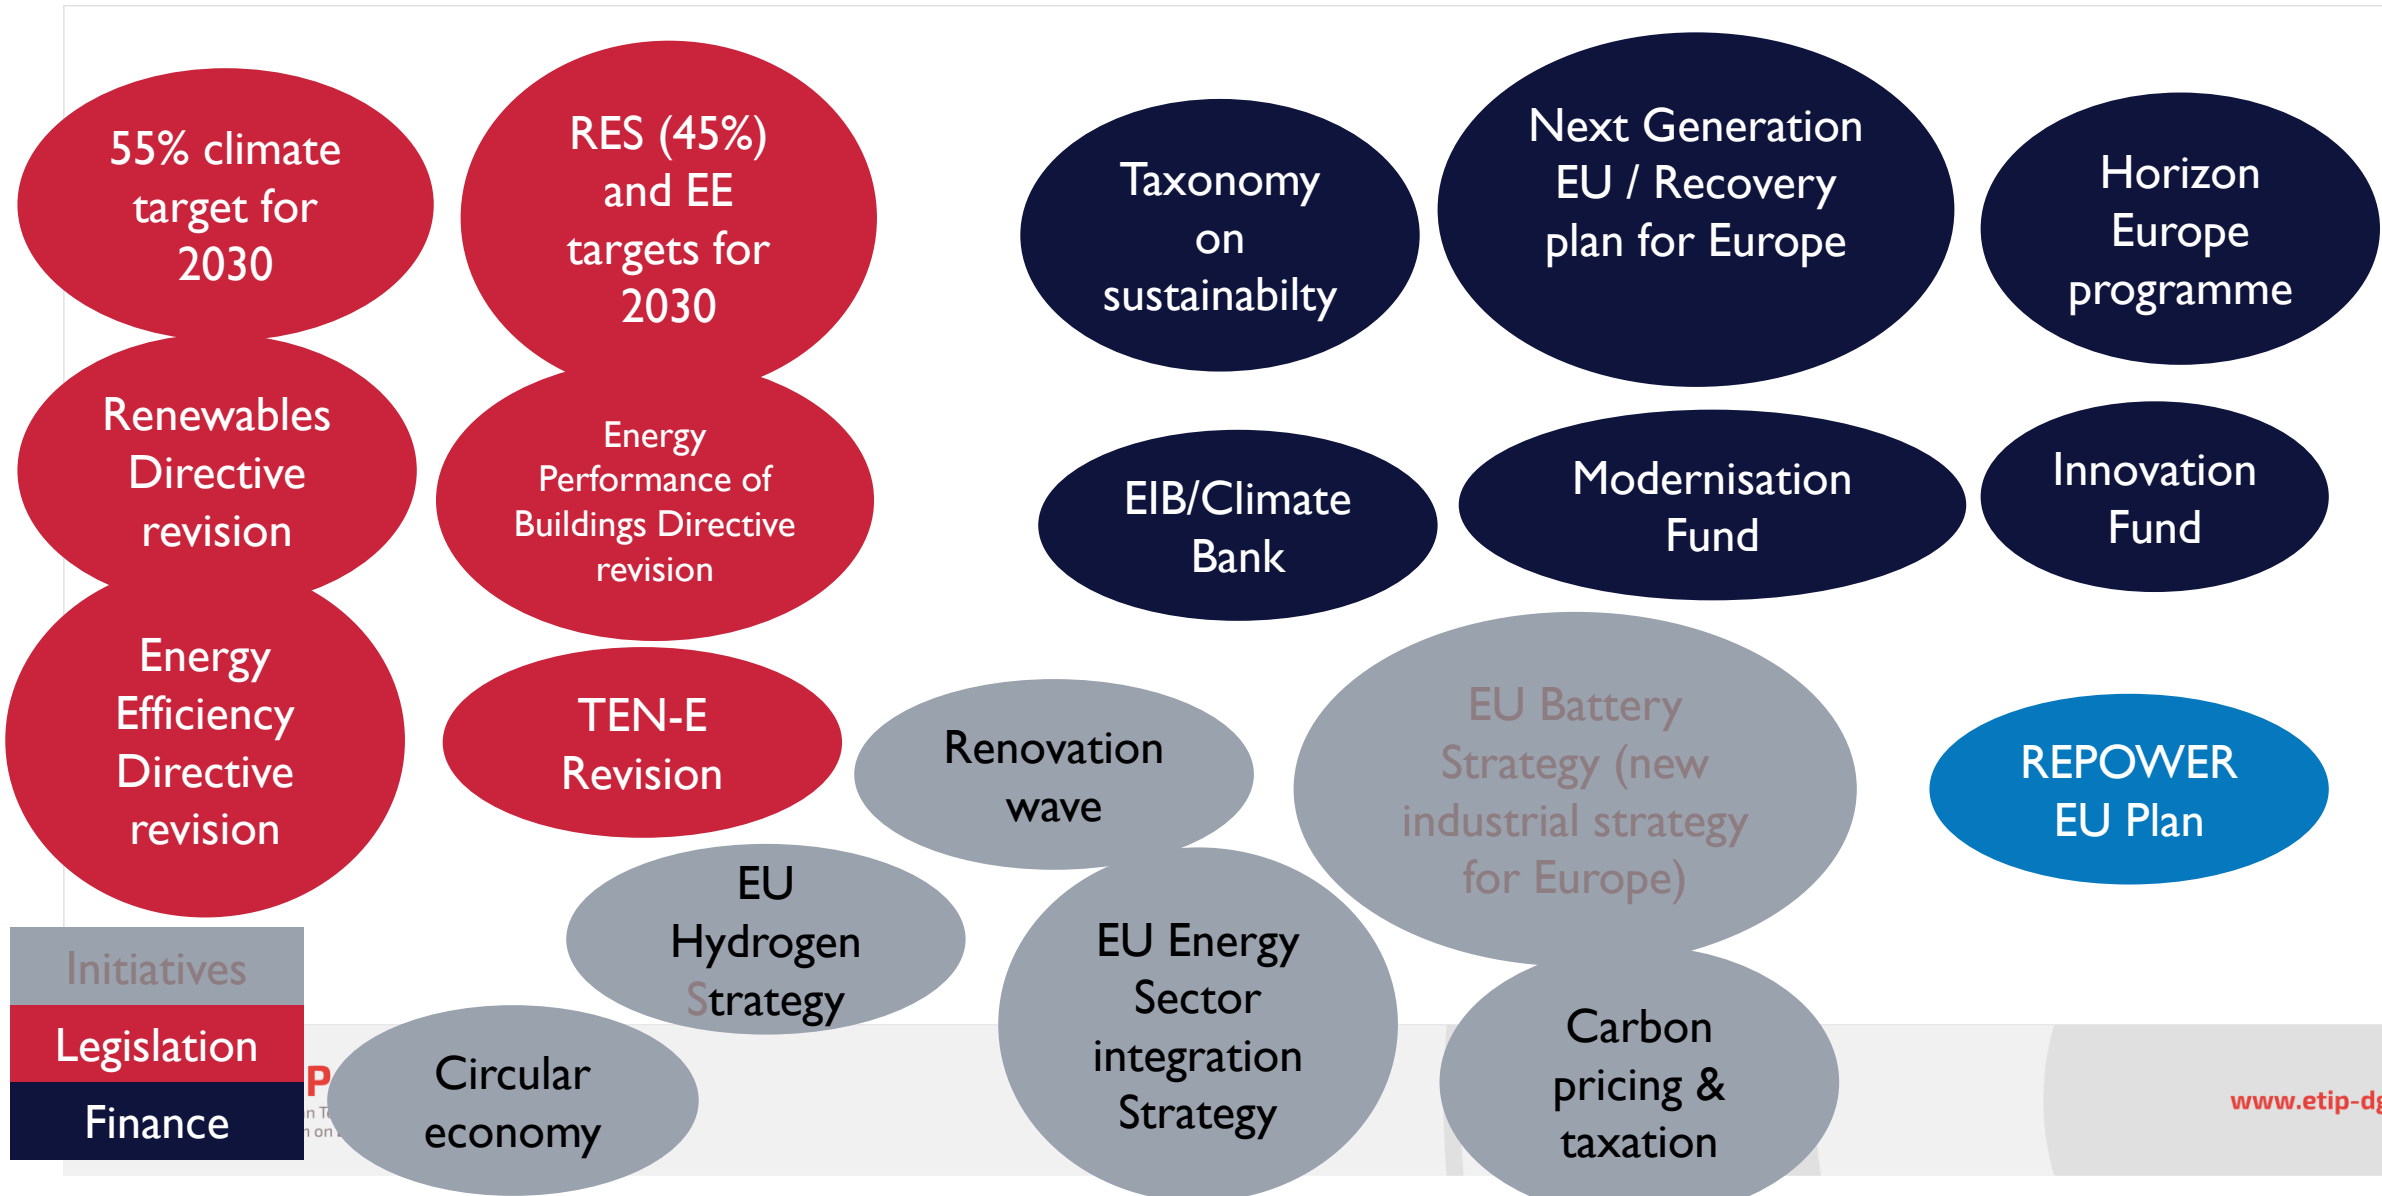 55% climate
target for
2030
RES (45%)
and EE
targets for
2030
Taxonomy
on
sustainabilty
Next Generation
EU / Recovery
plan for Europe
Horizon
Europe
programme
Renewables
Directive
revision
Energy
Performance of
Buildings Directive
revision
EIB/Climate
Bank
Modernisation
Fund
Innovation
Fund
Energy
Efficiency
Directive
revision
TEN-E
Revision
Renovation
wave
EU Battery
Strategy (new
industrial strategy
for Europe)
REPOWER
EU Plan
EU
Hydrogen
Strategy
EU Energy
Sector
integration
Strategy
Carbon
pricing &
taxation
Circular
economy
Initiatives
Legislation
Finance
P
on
www.etip-dg